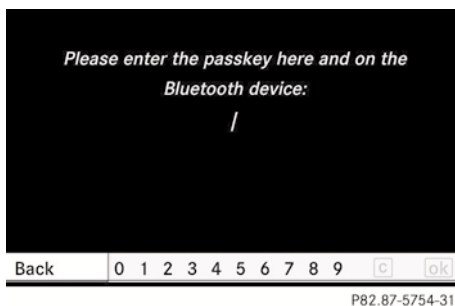 Please enter the passkey here and on the
Bluetooth device:
/
Back 0 1 2 3 4 5 6 7 8 9 c ok
P82.87-5754-31